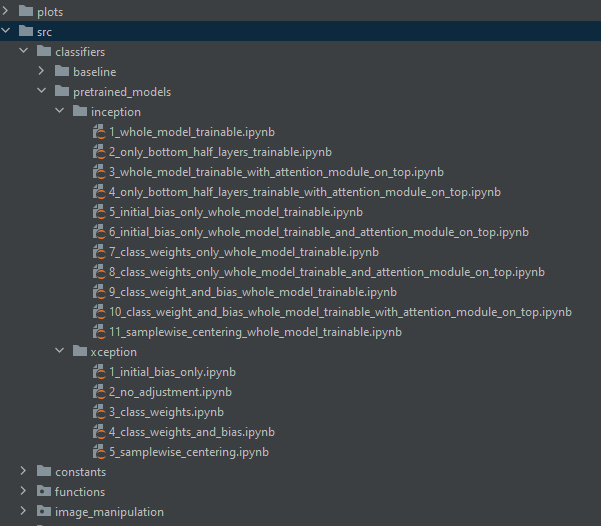 plots
src
classifiers
baseline
pretrained_models
inception
1_whole_model_trainable.ipynb
2_only_bottom_half_layers_trainable.ipynb
3_whole_model_trainable_with_attention_module_on_top.ipynb
4_only_bottom_half_layers_trainable_with_attention_module_on_top.ipynb
5_initial_bias_only_whole_model_trainable.ipynb
6_initial_bias_only_whole_model_trainable_and_attention_module_on_top.ipynb
7_class_weights_only_whole_model_trainable.ipynb
8_class_weights_only_whole_model_trainable_and_attention_module_on_top.ipynb
9_class_weight_and_bias_whole_model_trainable.ipynb
10_class_weight_and_bias_whole_model_trainable_with_attention_module_on_top.ipynb
11_samplewise_centering_whole_model_trainable.ipynb
xception
1_initial_bias_only.ipynb
2_no_adjustment.ipynb
3_class_weights.ipynb
4_class_weights_and_bias.ipynb
5_samplewise_centering.ipynb
constants
functions
image_manipulation